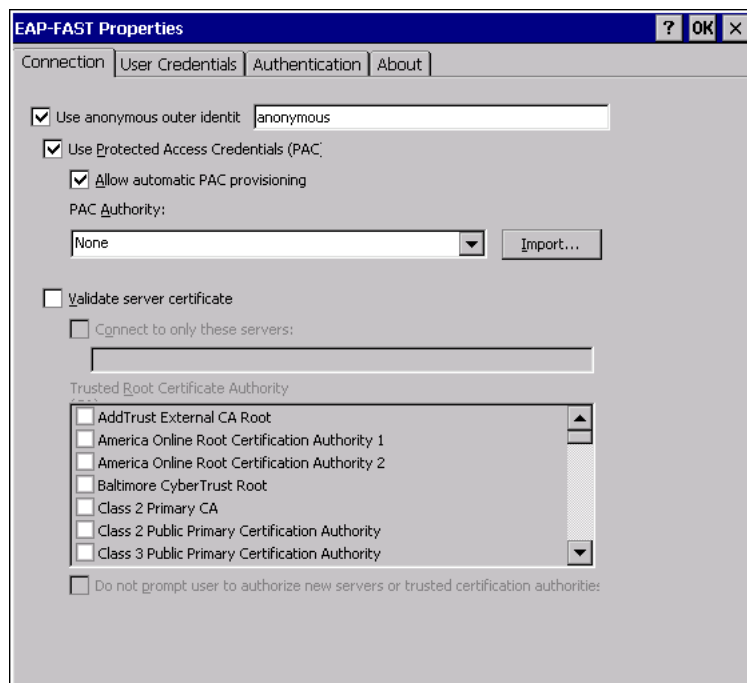 EAP-FAST Properties ? OK ×
Connection User Credentials Authentication About
Use anonymous outer identit anonymous
Use Protected Access Credentials (PAC)
Allow automatic PAC provisioning
PAC Authority:
None Import...
Validate server certificate
Connect to only these servers:
Trusted Root Certificate Authority
AddTrust External CA Root
America Online Root Certification Authority 1
America Online Root Certification Authority 2
Baltimore CyberTrust Root
Class 2 Primary CA
Class 2 Public Primary Certification Authority
Class 3 Public Primary Certification Authority
Do not prompt user to authorize new servers or trusted certification authorities